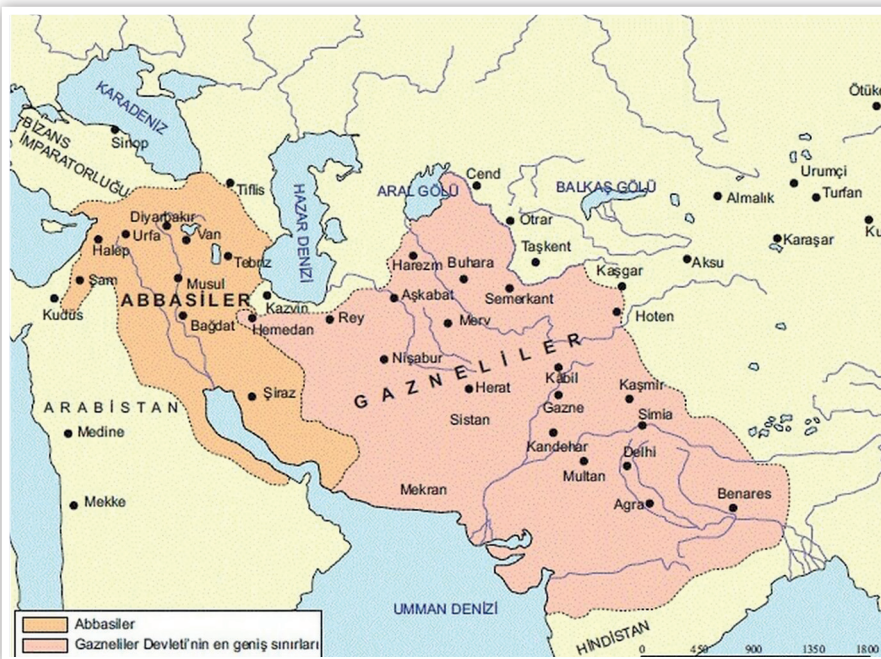 KARADENİZ
BİZANS
İMPARATORLUĞU
Sinop
Tiflis
HAZAR DENİZİ
ARAL GÖLÜ
Cend
BALKAŞ GÖLÜ
Urumçi
Turfan
Almalık
Otrar
Karaşar
Taşkent
Aksu
Diyarbakır
Urfa
Van
Halep
Tebriz
Şam
Musul
ABBASİLER
Kudüs
Bağdat
Kazvin
Hemedan
Rey
Harezm
Buhara
Aşkabat
Semerkant
Kaşgar
Merv
Hoten
Nişabur
GAZNELİLER
Herat
Kabil
Kaşmir
Şiraz
Gazne
Simia
Sistan
ARABİSTAN
Medine
Kandehar
Multan
Delhi
Mekran
Agra
Benares
Mekke
UMMAN DENİZİ
HİNDİSTAN
Abbasiler
Gazneliler Devleti'nin en geniş sınırları
0 450 900 1350 1800